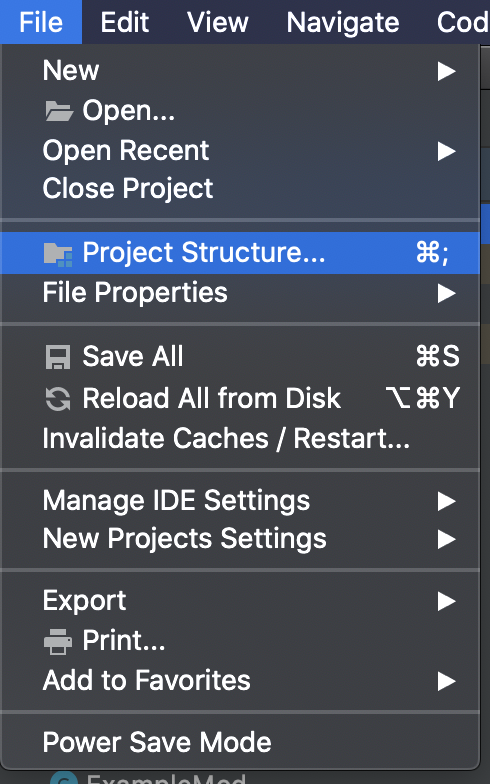 File Edit View Navigate Cod
New
Open...
Open Recent
Close Project
Project Structure... ⌘;
File Properties
Save All ⌘S
Reload All from Disk ⌥⌘Y
Invalidate Caches / Restart...
Manage IDE Settings
New Projects Settings
Export
Print...
Add to Favorites
Power Save Mode
ExampleMod